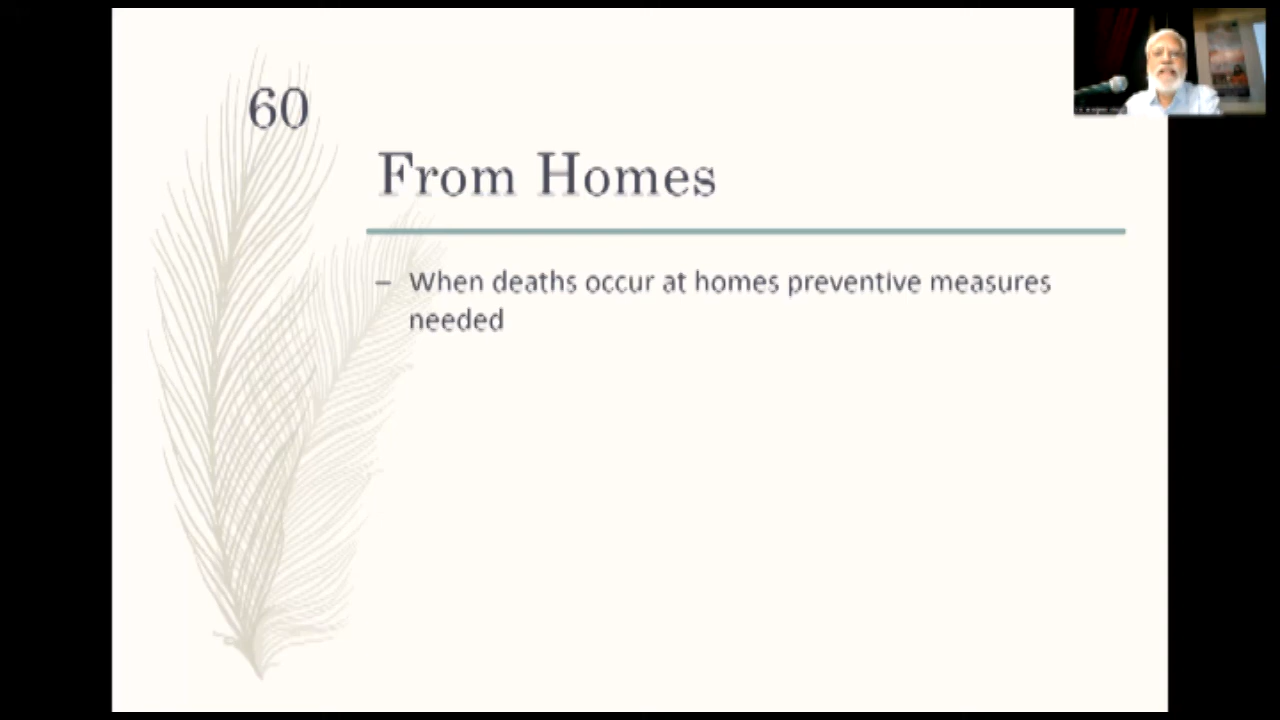 60
From Homes
– When deaths occur at homes preventive measures
needed